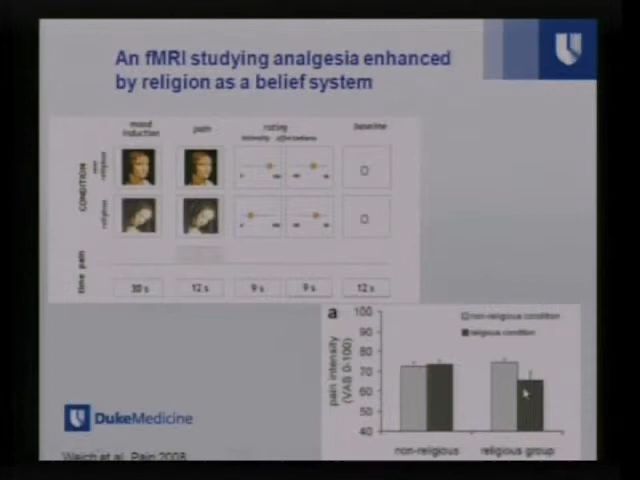 An fMRI studying analgesia enhanced
by religion as a belief system
mood
induction
pain
rating
intensity
baseline
CONDITION
non-
religious
religious
time pain
30 s
12 s
9 s
9 s
12 s
a
non-religious condition
religious condition
pain intensity
(VAS 0-100)
100
90
80
70
60
50
40
non-religious
religious group
DukeMedicine
Wiech et al. Pain 2008